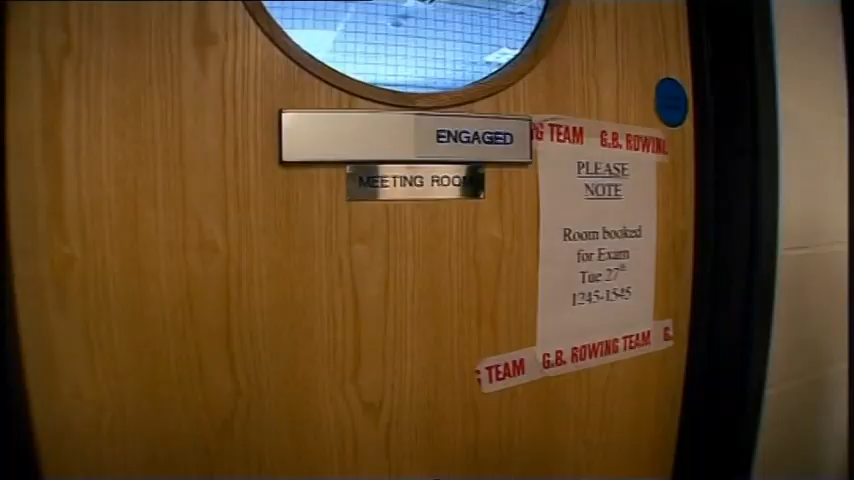 ENGAGED
MEETING ROOM
G TEAM G.B. ROWING
PLEASE
NOTE
Room booked
for Exam
Tue 27th
1245-1545
G TEAM G.B. ROWING TEAM G.